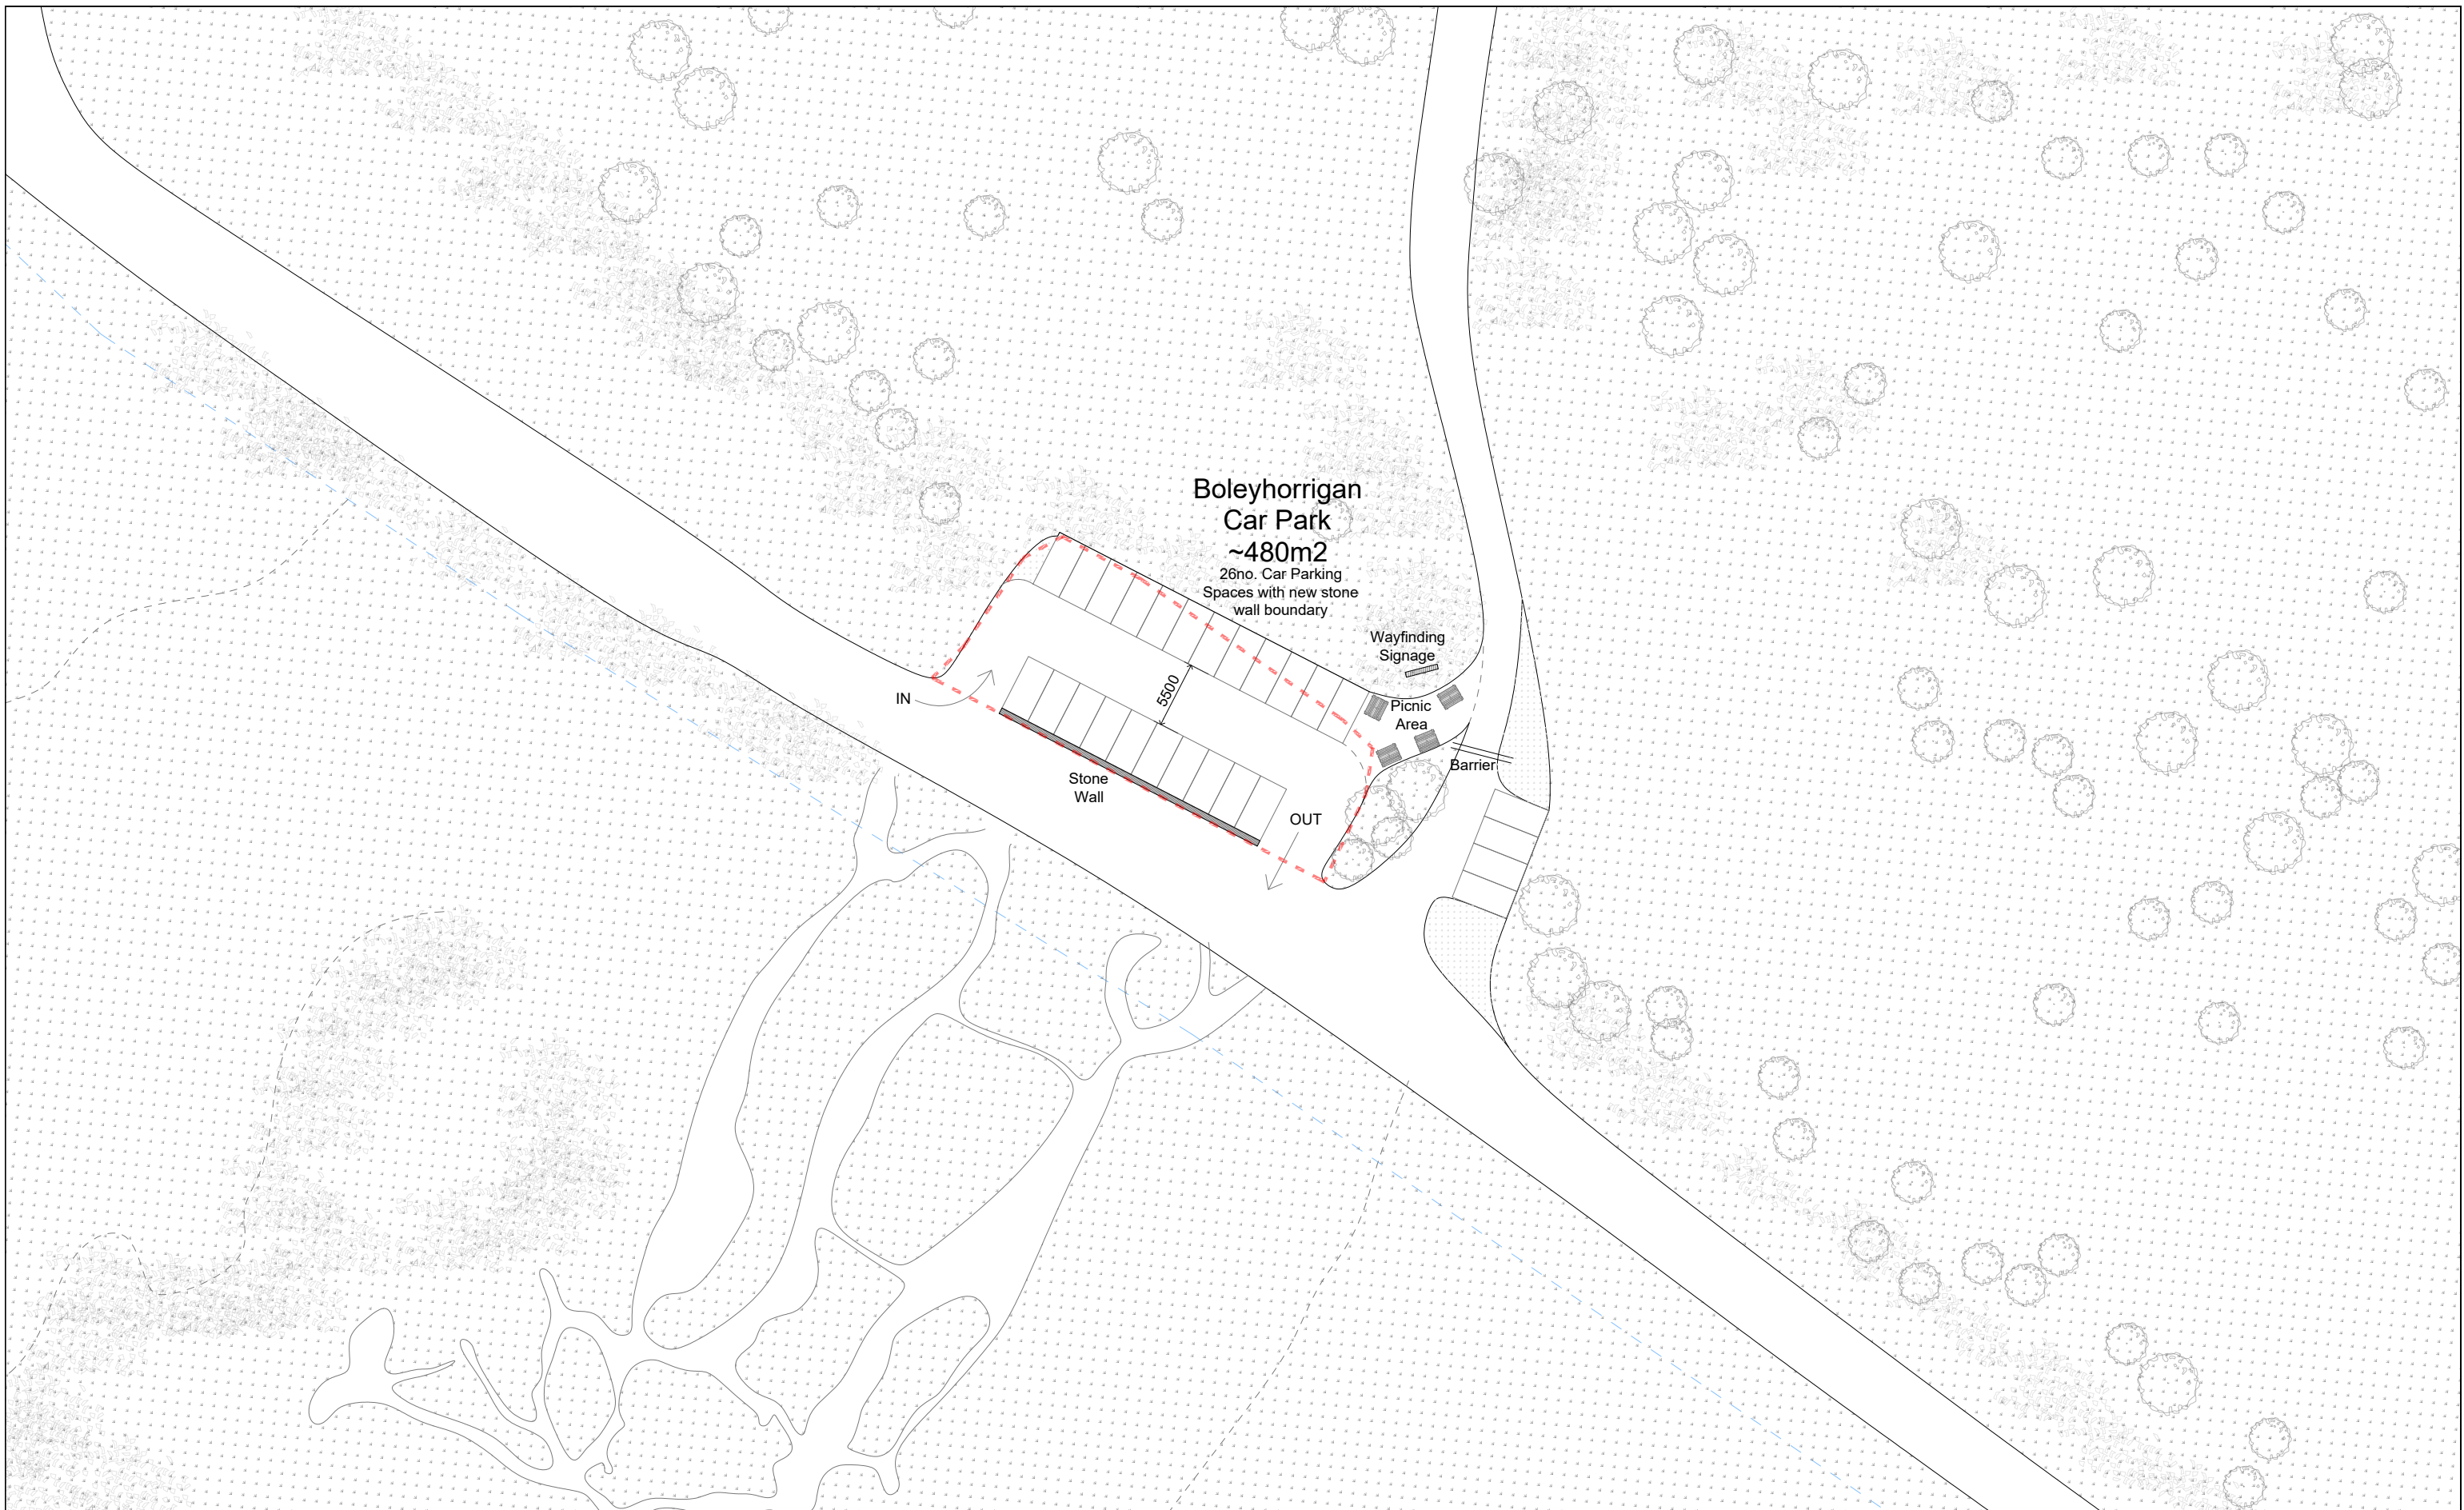 Boleyhorrigan
Car Park
~480m2
26no. Car Parking
Spaces with new stone
wall boundary
Wayfinding
Signage
5500
IN
Picnic
Area
Barrier
Stone
Wall
OUT